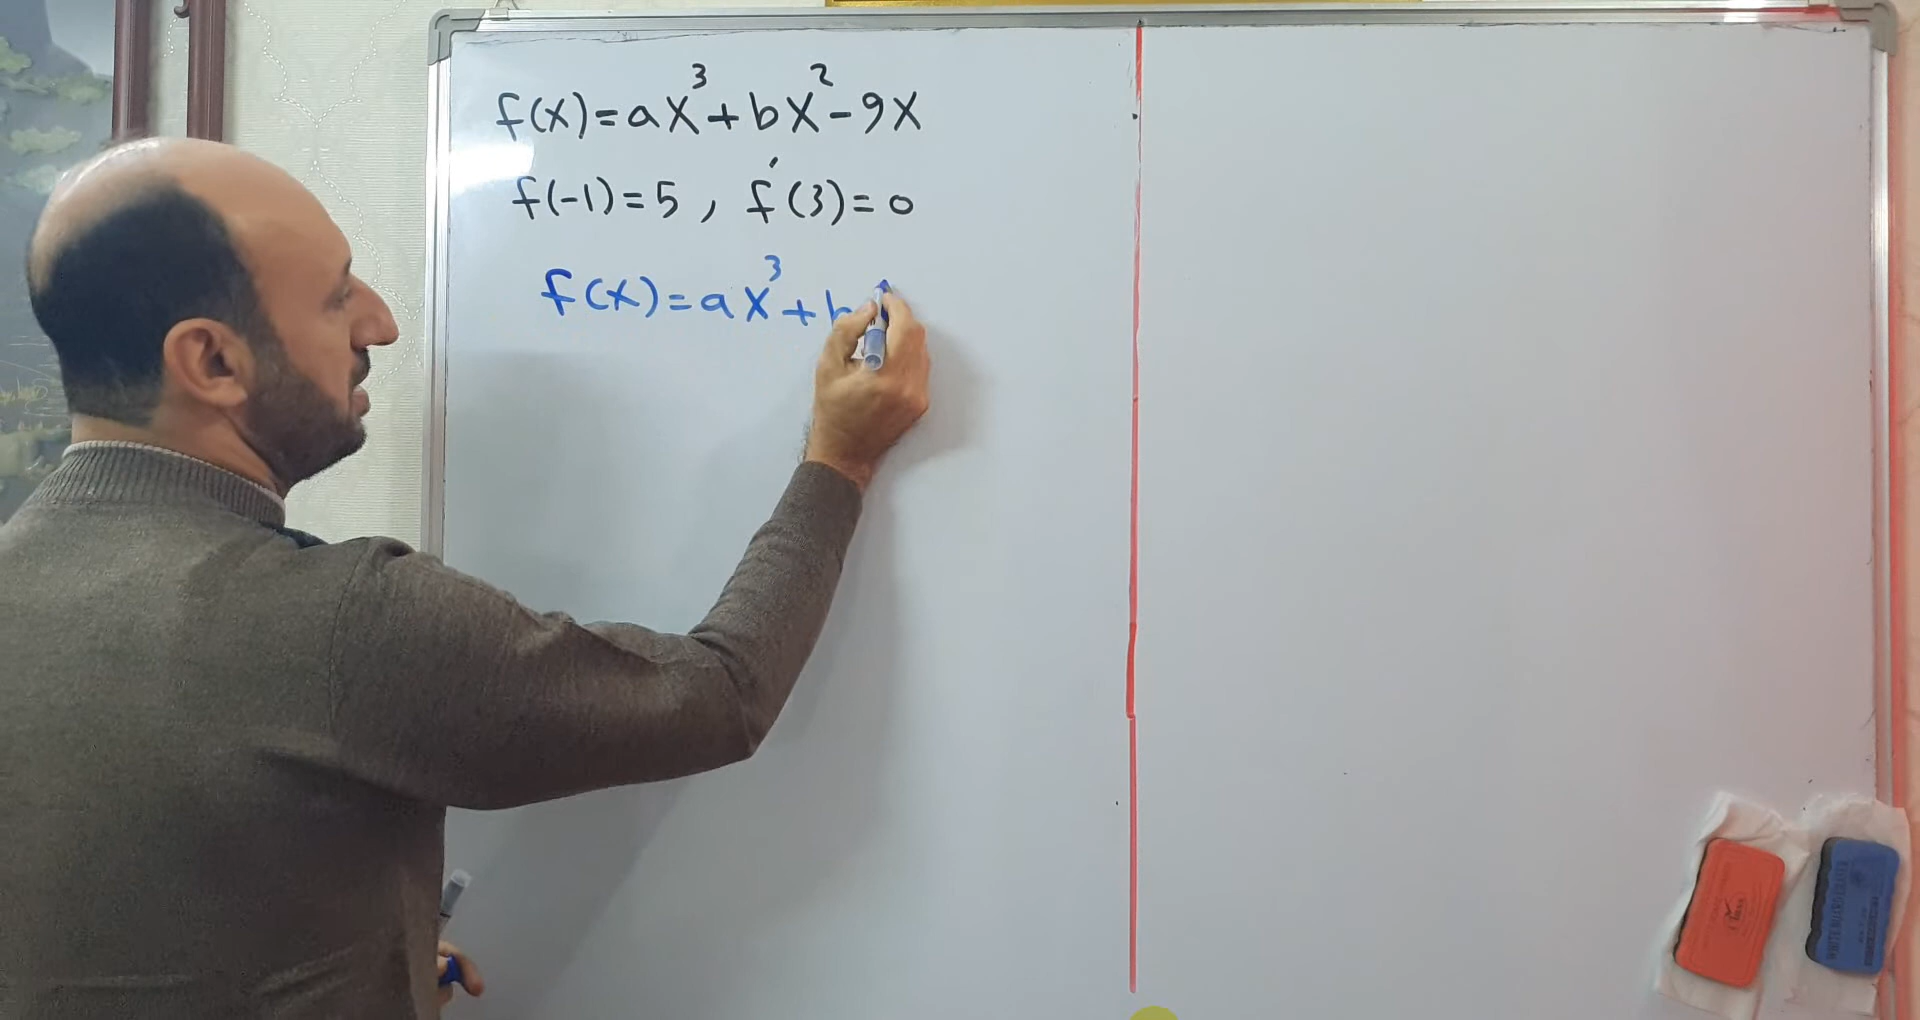 f(x)=ax³+bx²-9x
f(-1)=5, f'(3)=0
f(x)=ax³+b